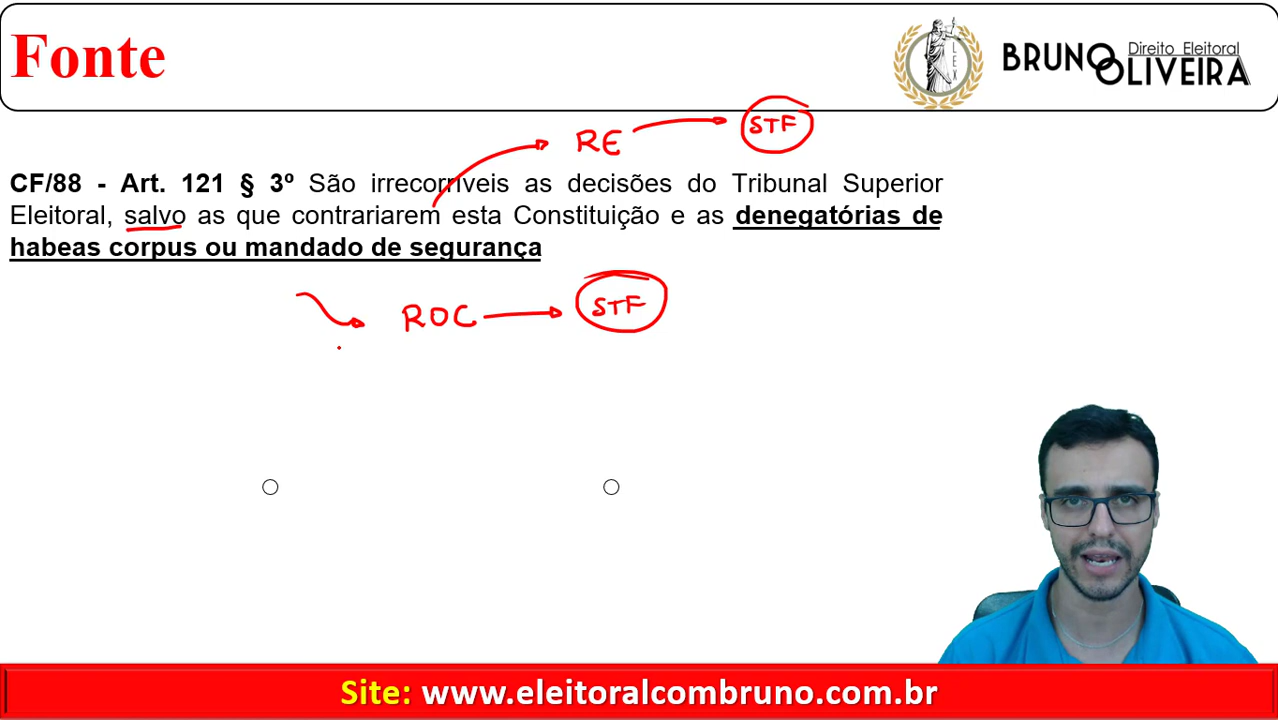 Fonte
LEX
BRUNO OLIVEIRA
Direito Eleitoral
RE
STF
CF/88 - Art. 121 § 3º São irrecorríveis as decisões do Tribunal Superior
Eleitoral, salvo as que contrariarem esta Constituição e as denegatórias de
habeas corpus ou mandado de segurança
ROC
STF
Site: www.eleitoralcombruno.com.br